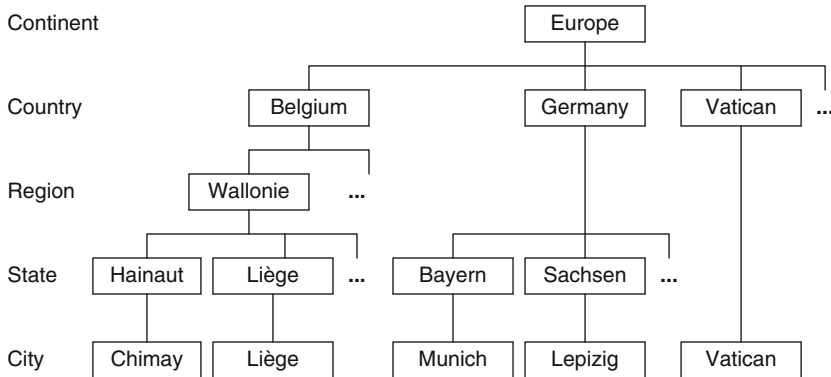 Continent Europe
Country Belgium Germany Vatican ...
Region Wallonie ...
State Hainaut Liège ... Bayern Sachsen ...
City Chimay Liège Munich Lepizig Vatican